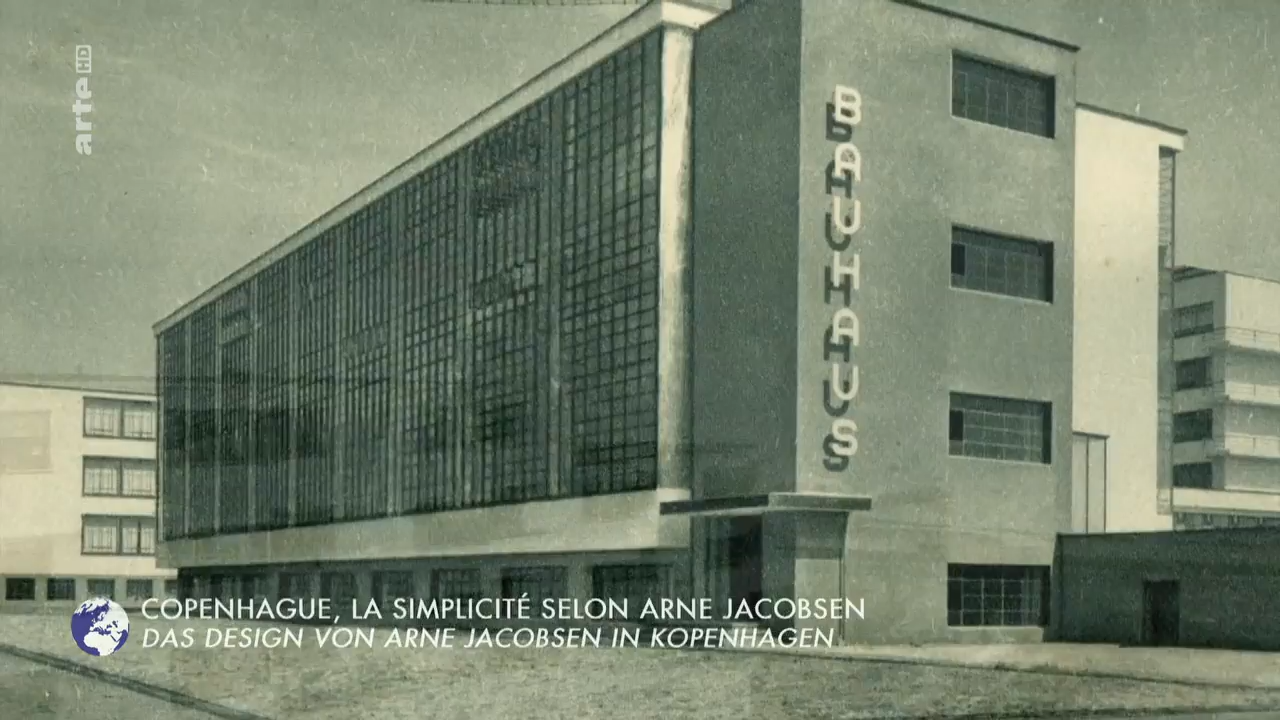 arte HD
BAUHAUS
COPENHAGUE, LA SIMPLICITÉ SELON ARNE JACOBSEN
DAS DESIGN VON ARNE JACOBSEN IN KOPENHAGEN